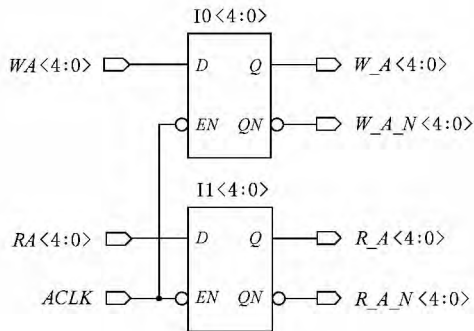 I0<4:0>
WA<4:0> D Q W_A<4:0>
EN QN W_A_N<4:0>
I1<4:0>
RA<4:0> D Q R_A<4:0>
ACLK EN QN R_A_N<4:0>